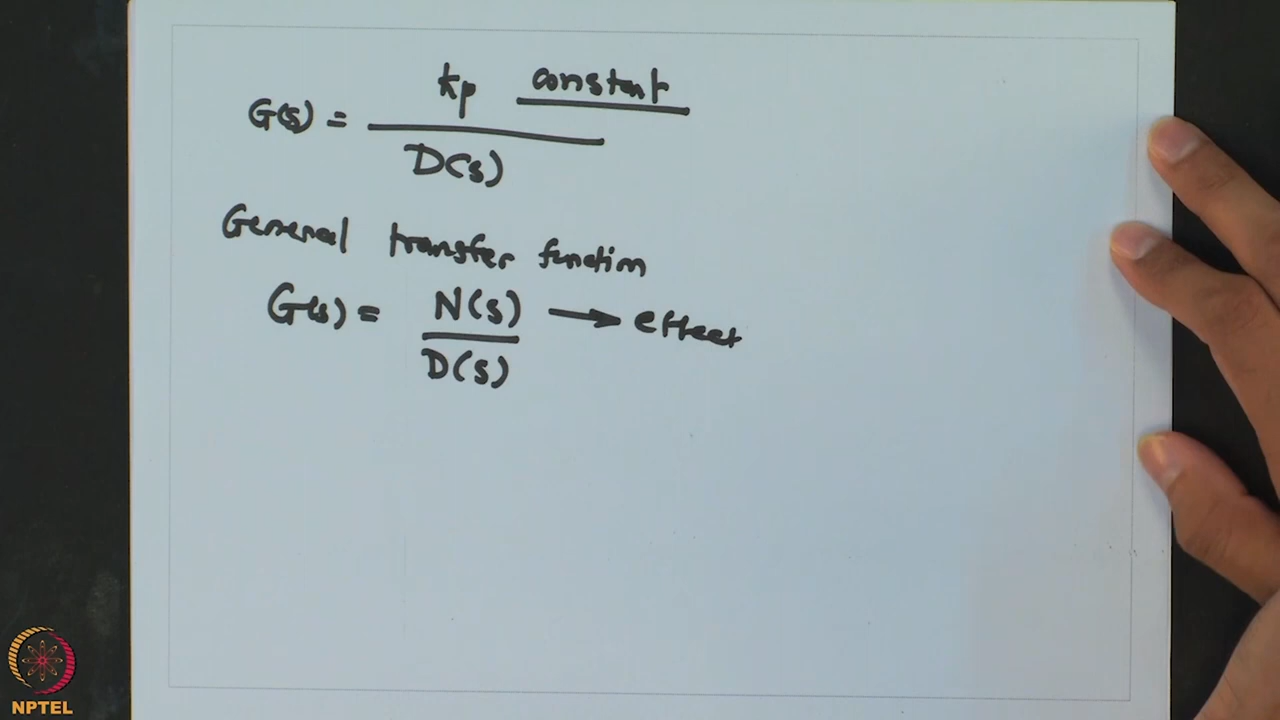 kp constant
G(s) =
D(s)
General transfer function
G(s) = N(s) → effect
D(s)
NPTEL